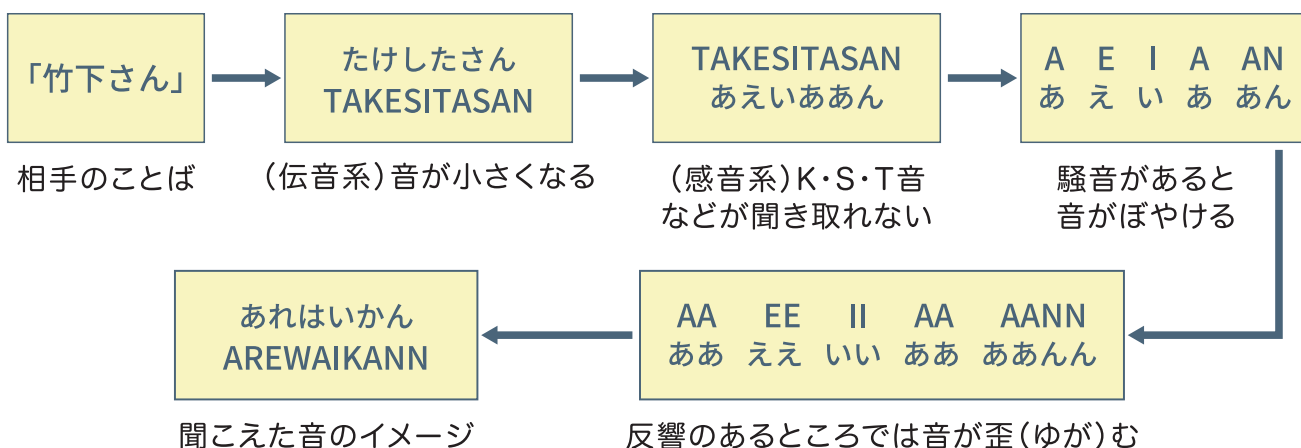 「竹下さん」
相手のことば
たけしたさん
TAKESITASAN
(伝音系)音が小さくなる
TAKESITASAN
あえいああん
(感音系)K・S・T音
などが聞き取れない
A E I A AN
あ え い あ あん
騒音があると
音がぼやける
AA EE II AA AANN
ああ ええ いい ああ ああんん
反響のあるところでは音が歪(ゆが)む
あれはいかん
AREWAIKANN
聞こえた音のイメージ